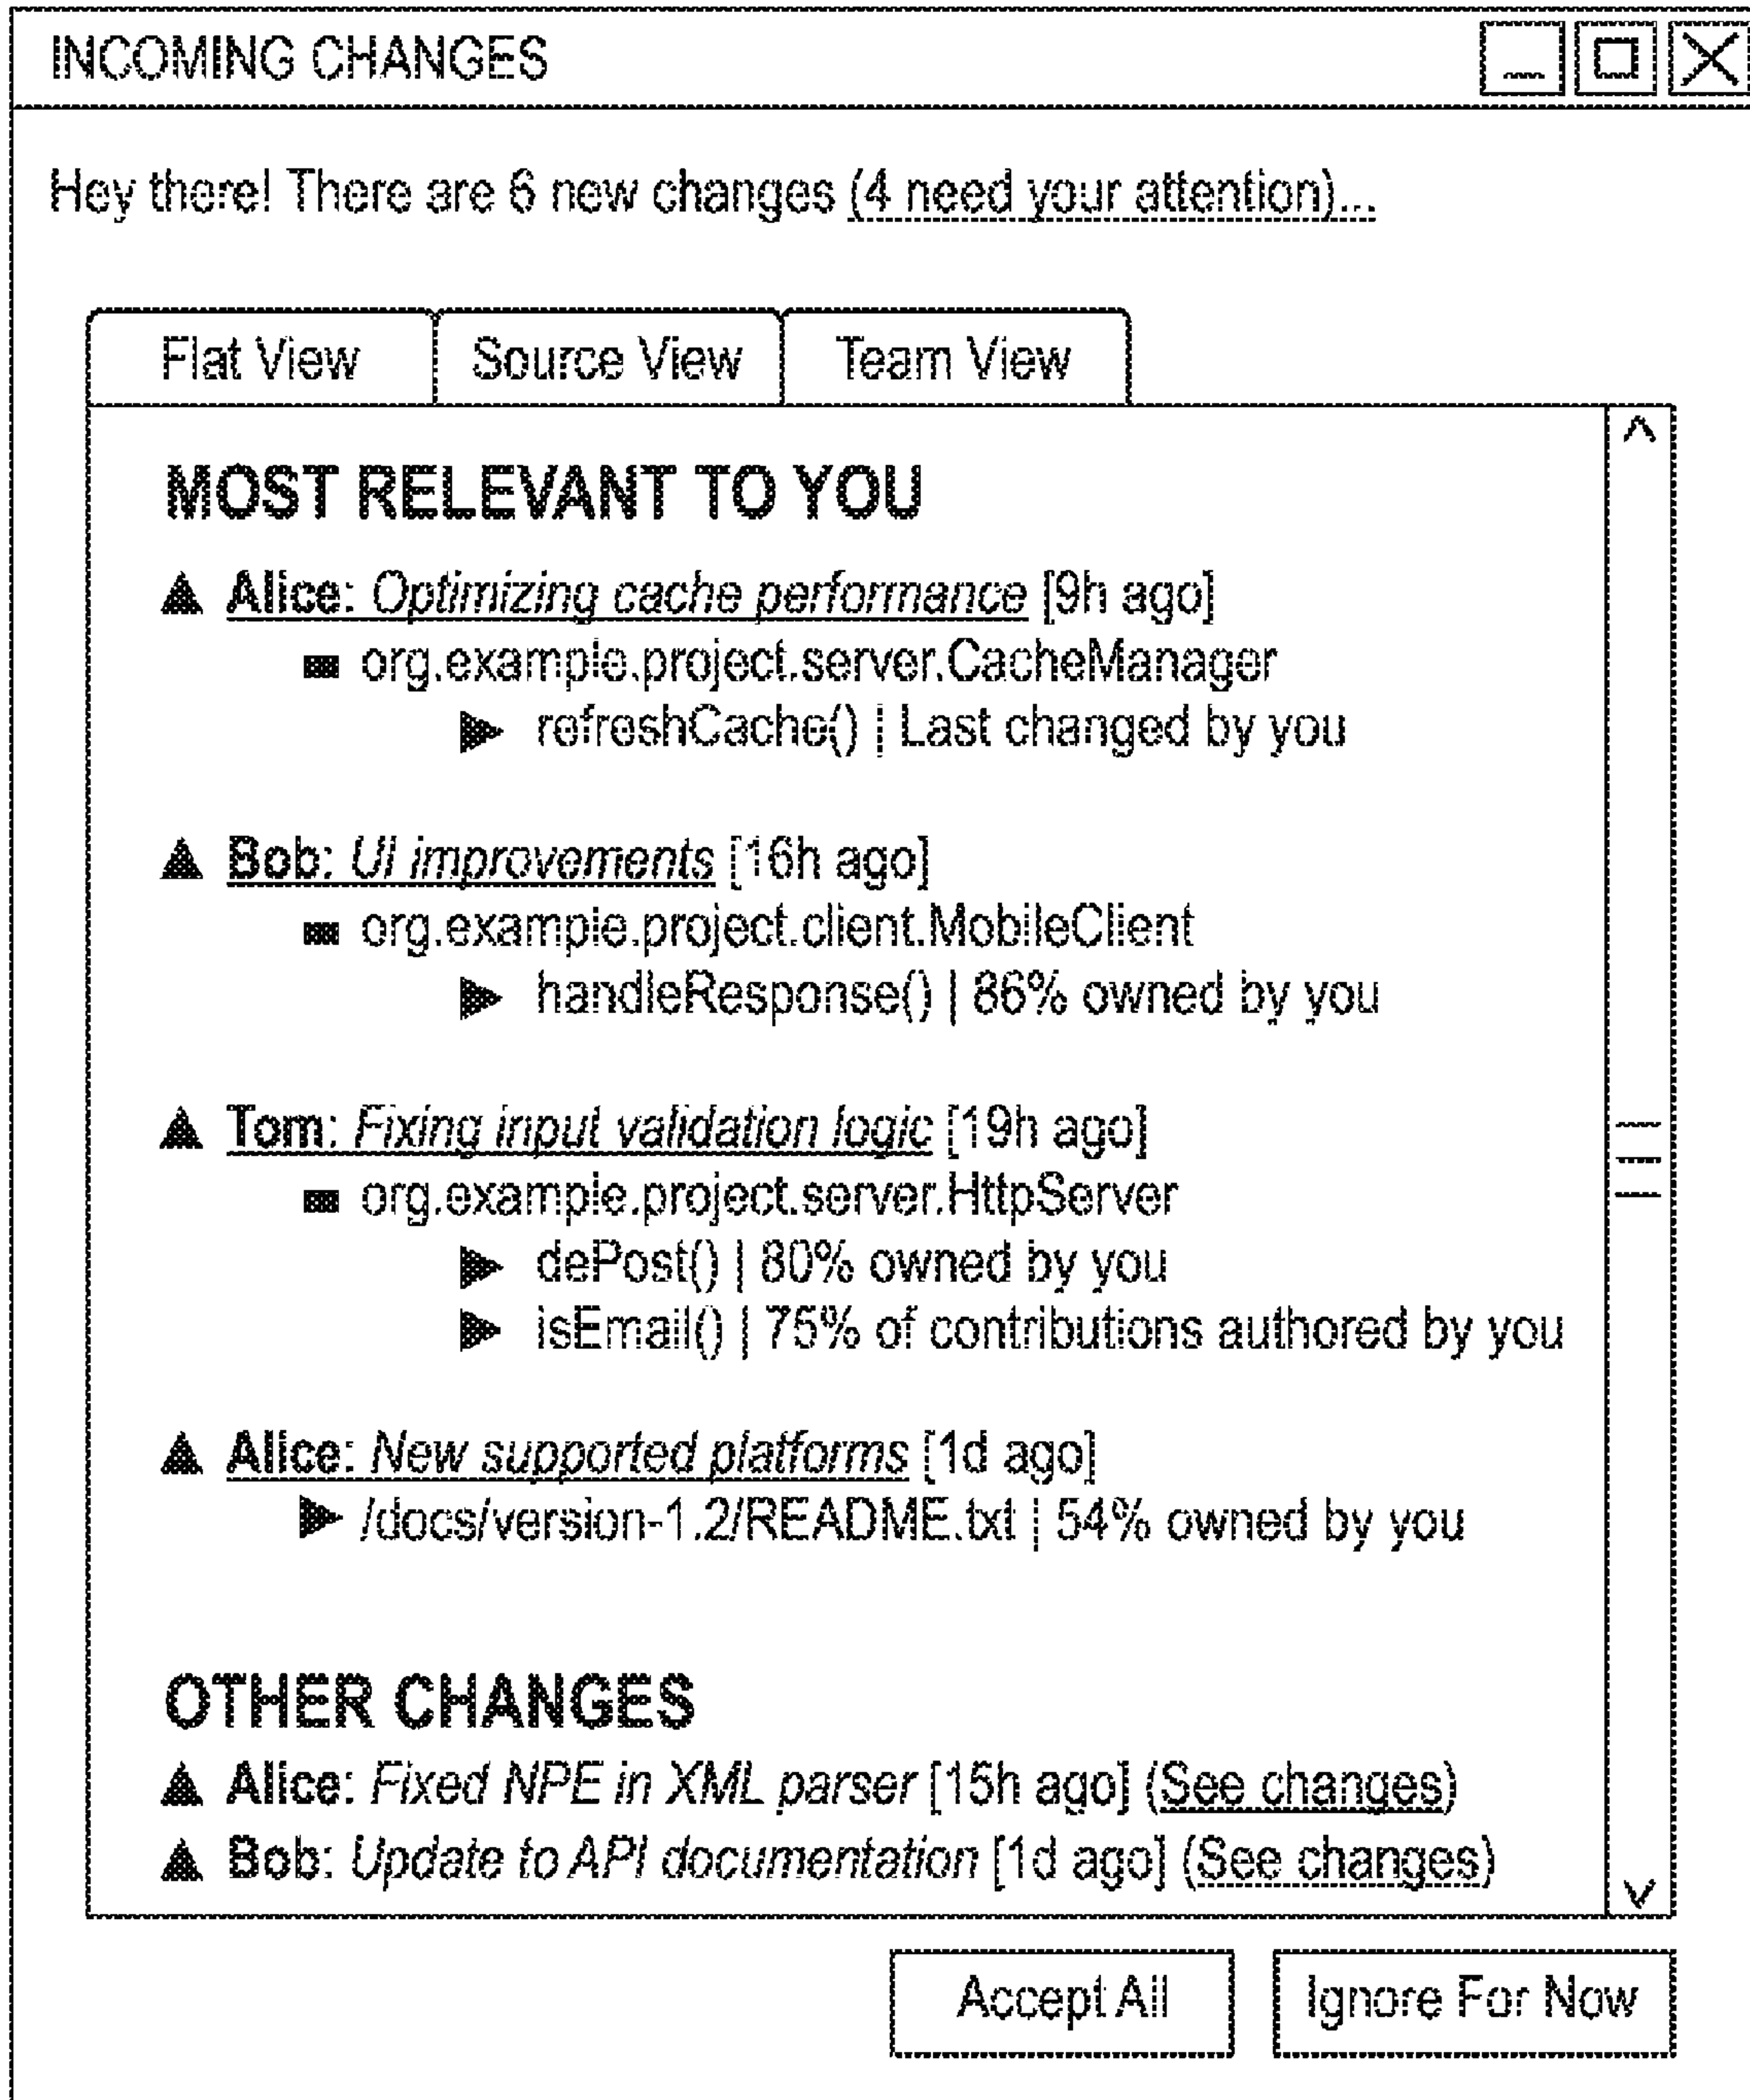 INCOMING CHANGES
Hey there! There are 6 new changes (4 need your attention)...
Flat View Source View Team View
MOST RELEVANT TO YOU
Alice: Optimizing cache performance [9h ago]
org.example.project.server.CacheManager
refreshCache() | Last changed by you
Bob: UI improvements [16h ago]
org.example.project.client.MobileClient
handleResponse() | 86% owned by you
Tom: Fixing input validation logic [19h ago]
org.example.project.server.HttpServer
dePost() | 80% owned by you
isEmail() | 75% of contributions authored by you
Alice: New supported platforms [1d ago]
/docs/version-1.2/README.txt | 54% owned by you
OTHER CHANGES
Alice: Fixed NPE in XML parser [15h ago] (See changes)
Bob: Update to API documentation [1d ago] (See changes)
Accept All Ignore For Now